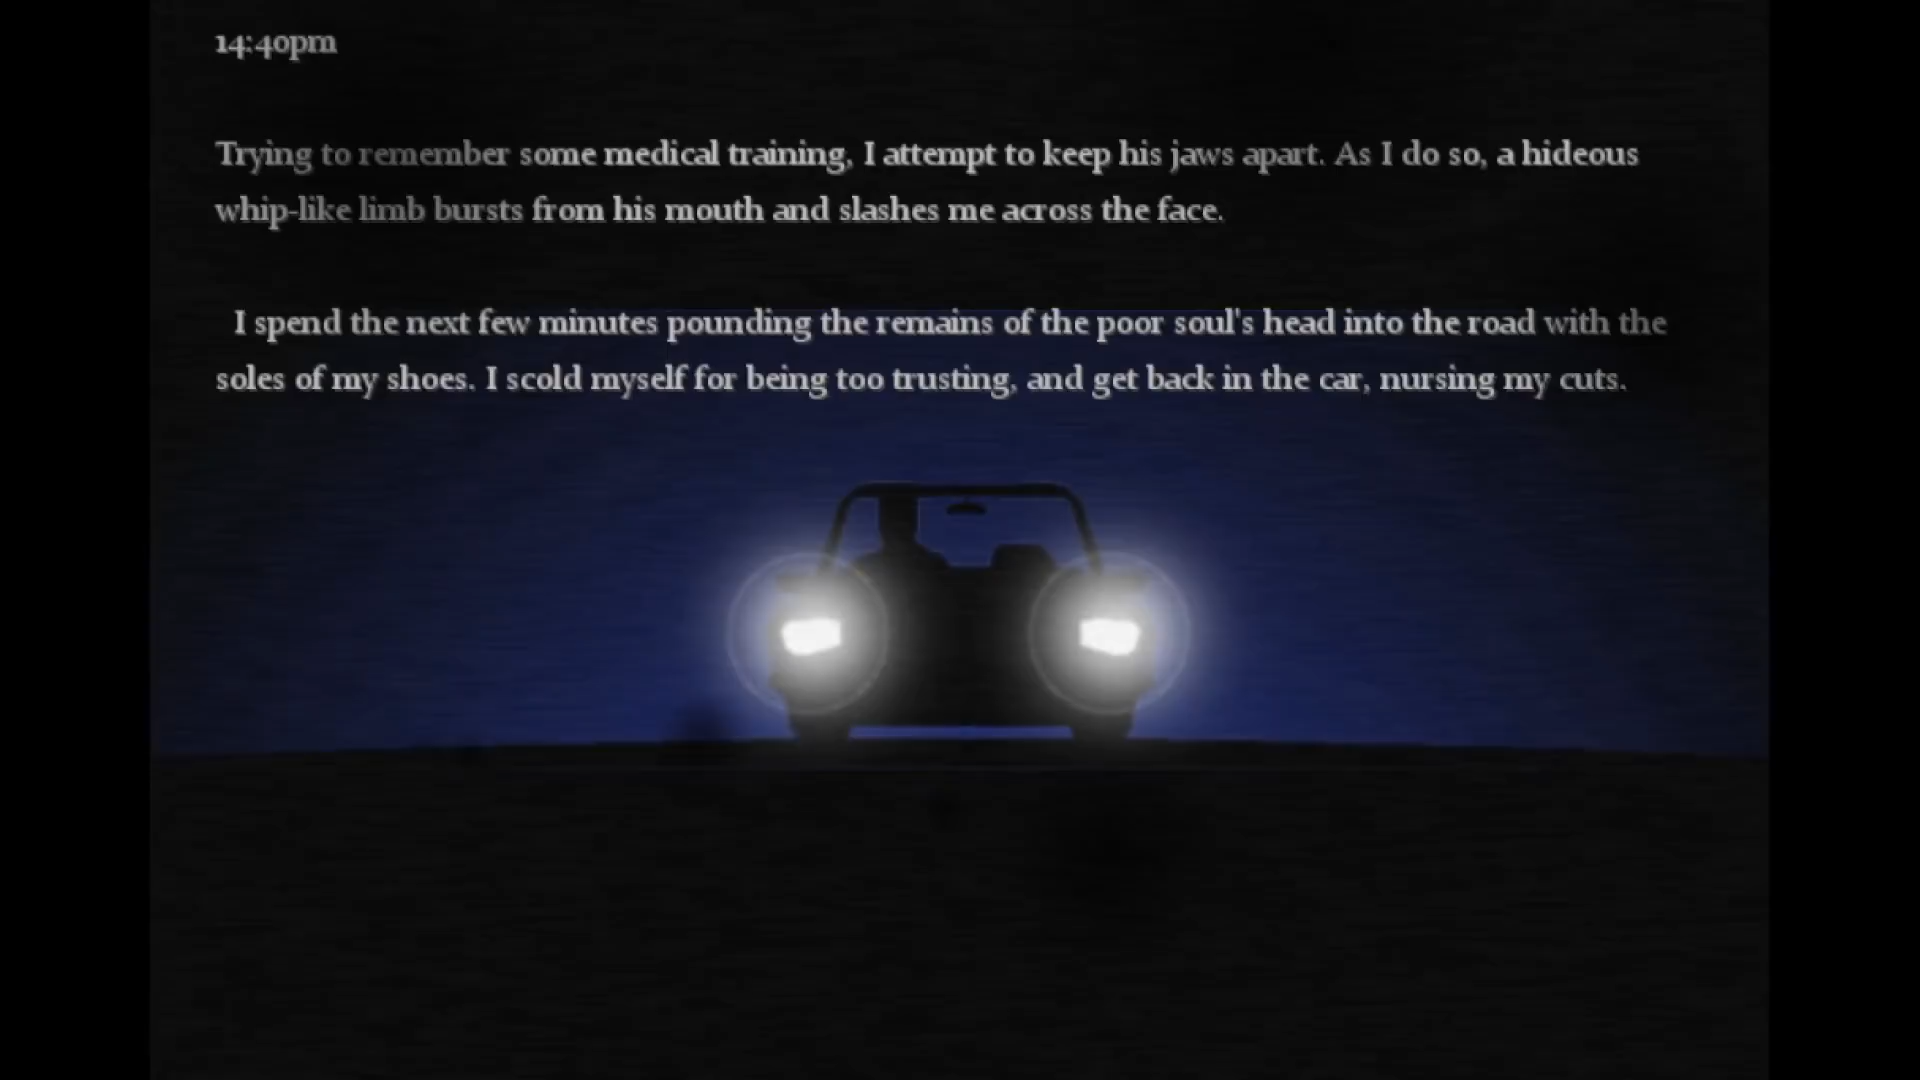 14:40pm
Trying to remember some medical training, I attempt to keep his jaws apart. As I do so, a hideous
whip-like limb bursts from his mouth and slashes me across the face.
I spend the next few minutes pounding the remains of the poor soul's head into the road with the
soles of my shoes. I scold myself for being too trusting, and get back in the car, nursing my cuts.